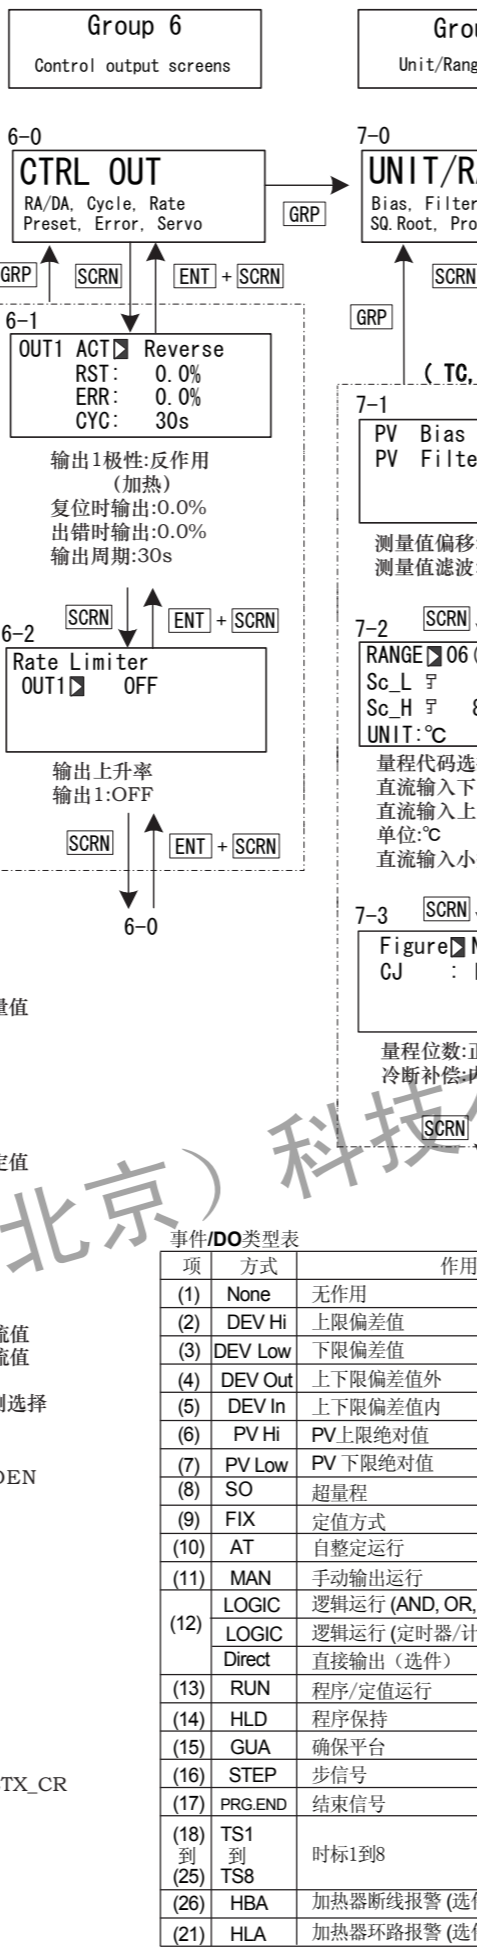 Group 6
Control output screens
6-0
CTRL OUT
RA/DA, Cycle, Rate
Preset, Error, Servo
GRP
GRP
SCRN
ENT + SCRN
6-1
OUT1 ACT: Reverse
RST: 0.0%
ERR: 0.0%
CYC: 30s
输出1极性:反作用
(加热)
复位时输出:0.0%
出错时输出:0.0%
输出周期:30s
SCRN
ENT + SCRN
6-2
Rate Limiter
OUT1: OFF
输出上升率
输出1:OFF
SCRN
ENT + SCRN
6-0
Unit/Rang
7-0
UNIT/R
Bias, Filter
SQ.Root, Pro
SCRN
GRP
( TC,
7-1
PV Bias
PV Filte
测量值偏移:
测量值滤波:
7-2
SCRN
RANGE: 06(
Sc_L
Sc_H
UNIT:℃
量程代码选
直流输入下
直流输入上
单位:℃
直流输入小
7-3
SCRN
Figure:
CJ :
量程位数:正
冷断补偿:内
SCRN
量值
定值
流值
流值
则选择
DEN
TX_CR
北京）科技
事件/DO类型表
项 方式 作用
(1) None 无作用
(2) DEV Hi 上限偏差值
(3) DEV Low 下限偏差值
(4) DEV Out 上下限偏差值外
(5) DEV In 上下限偏差值内
(6) PV Hi PV上限绝对值
(7) PV Low PV 下限绝对值
(8) SO 超量程
(9) FIX 定值方式
(10) AT 自整定运行
(11) MAN 手动输出运行
(12) LOGIC 逻辑运行 (AND, OR,
LOGIC 逻辑运行 (定时器/计
Direct 直接输出（选件）
(13) RUN 程序/定值运行
(14) HLD 程序保持
(15) GUA 确保平台
(16) STEP 步信号
(17) PRG.END 结束信号
(18) TS1
到 到 时标1到8
(25) TS8
(26) HBA 加热器断线报警 (选件
(21) HLA 加热器环路报警 (选件